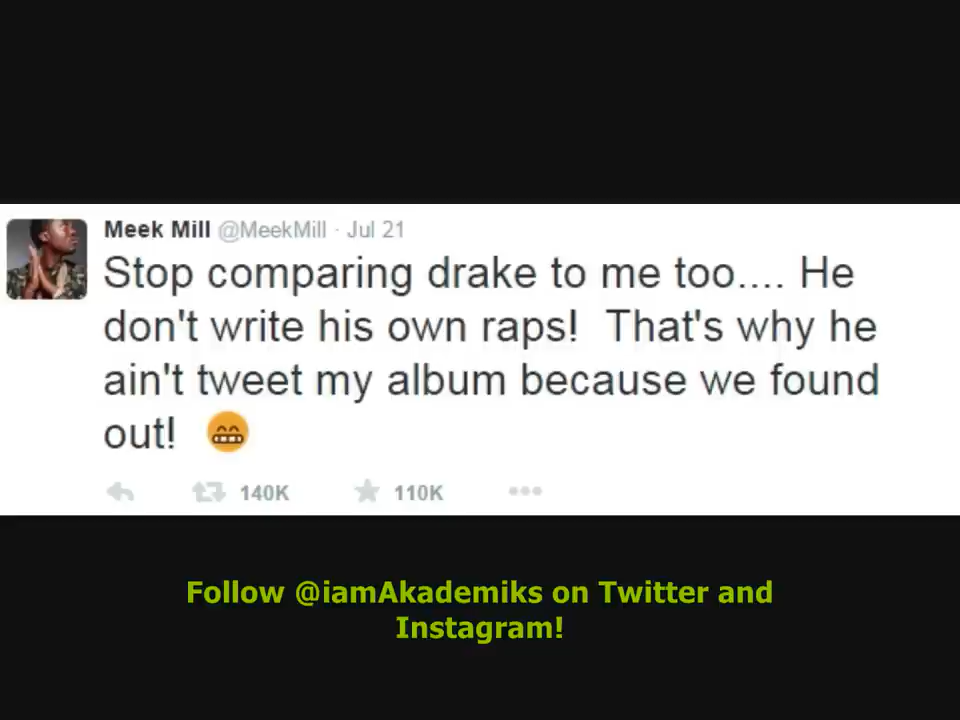 Meek Mill @MeekMill · Jul 21
Stop comparing drake to me too.... He
don't write his own raps! That's why he
ain't tweet my album because we found
out! 😁
140K 110K
Follow @iamAkademiks on Twitter and
Instagram!